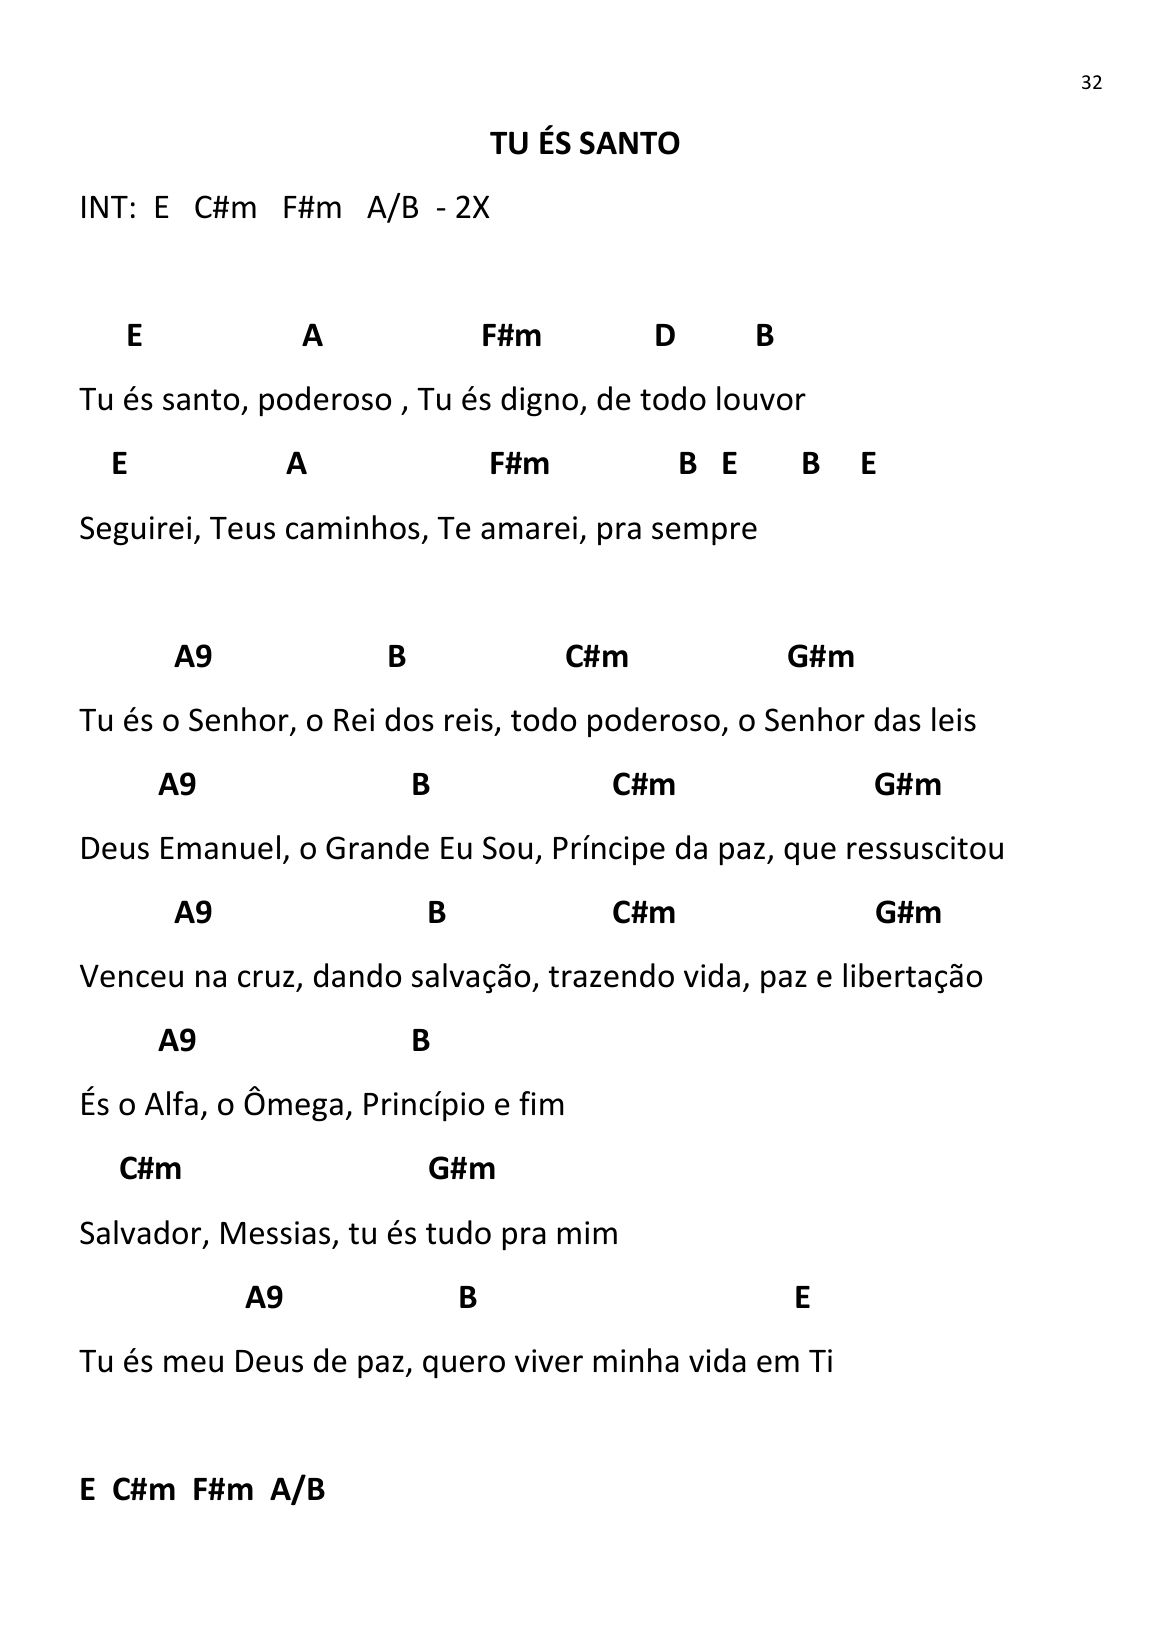 32
TU ÉS SANTO
INT: E C#m F#m A/B - 2X
E A F#m D B
Tu és santo, poderoso , Tu és digno, de todo louvor
E A F#m B E B E
Seguirei, Teus caminhos, Te amarei, pra sempre
A9 B C#m G#m
Tu és o Senhor, o Rei dos reis, todo poderoso, o Senhor das leis
A9 B C#m G#m
Deus Emanuel, o Grande Eu Sou, Príncipe da paz, que ressuscitou
A9 B C#m G#m
Venceu na cruz, dando salvação, trazendo vida, paz e libertação
A9 B
És o Alfa, o Ômega, Princípio e fim
C#m G#m
Salvador, Messias, tu és tudo pra mim
A9 B E
Tu és meu Deus de paz, quero viver minha vida em Ti
E C#m F#m A/B